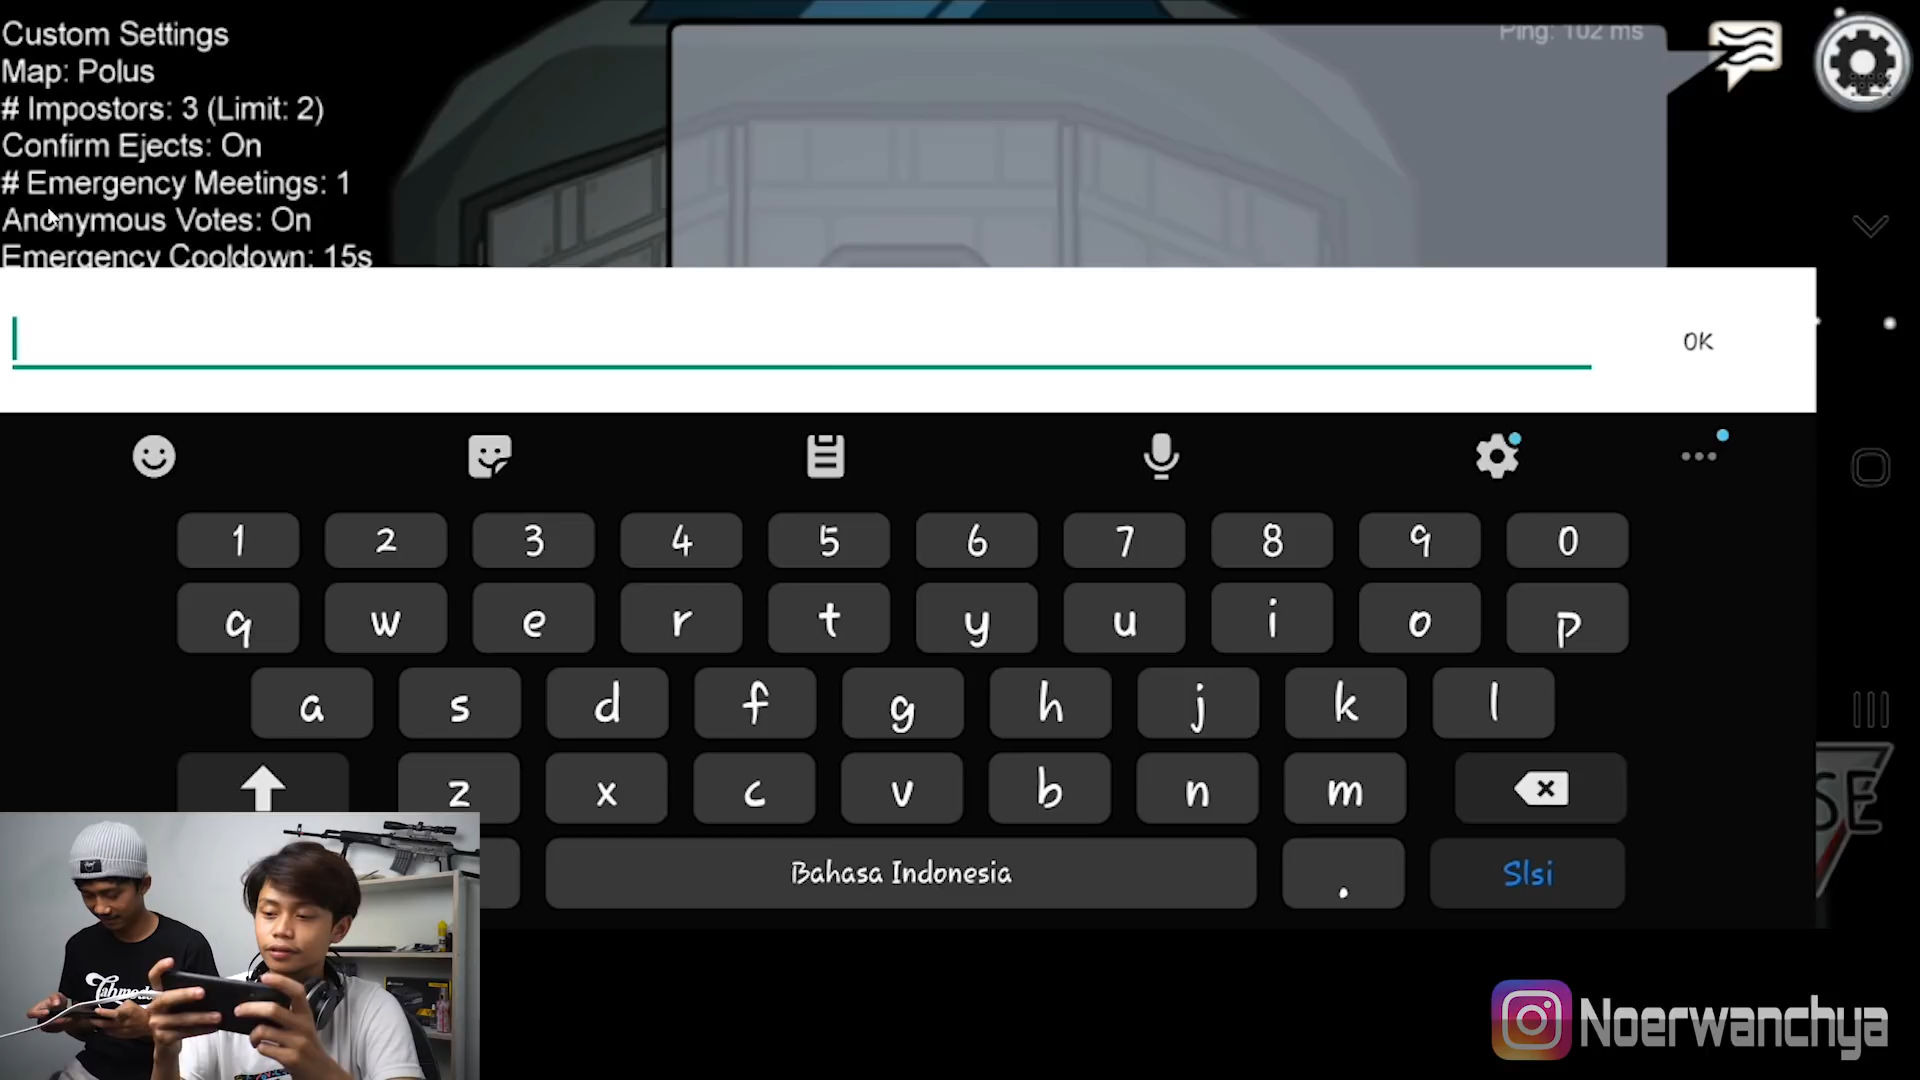 Custom Settings
Ping: 102 ms
Map: Polus
# Impostors: 3 (Limit: 2)
Confirm Ejects: On
# Emergency Meetings: 1
Anonymous Votes: On
Emergency Cooldown: 15s
OK
1 2 3 4 5 6 7 8 9 0
q w e r t y u i o p
a s d f g h j k l
z x c v b n m
Bahasa Indonesia . Slsi
Noerwanchya